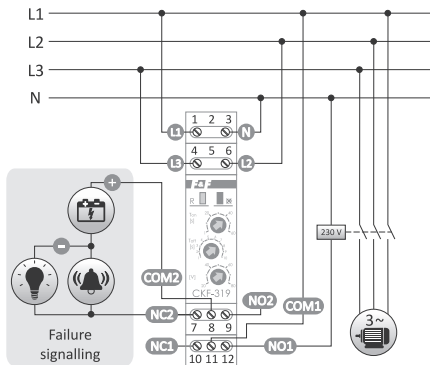 L1
L2
L3
N
1 2 3
L1
N
4 5 6
L3
L2
F&F
R
CKF-319
[V]
+
-
COM2
NO2
COM1
NC2
7 8 9
NC1
NO1
10 11 12
230 V
3~
Failure
signalling